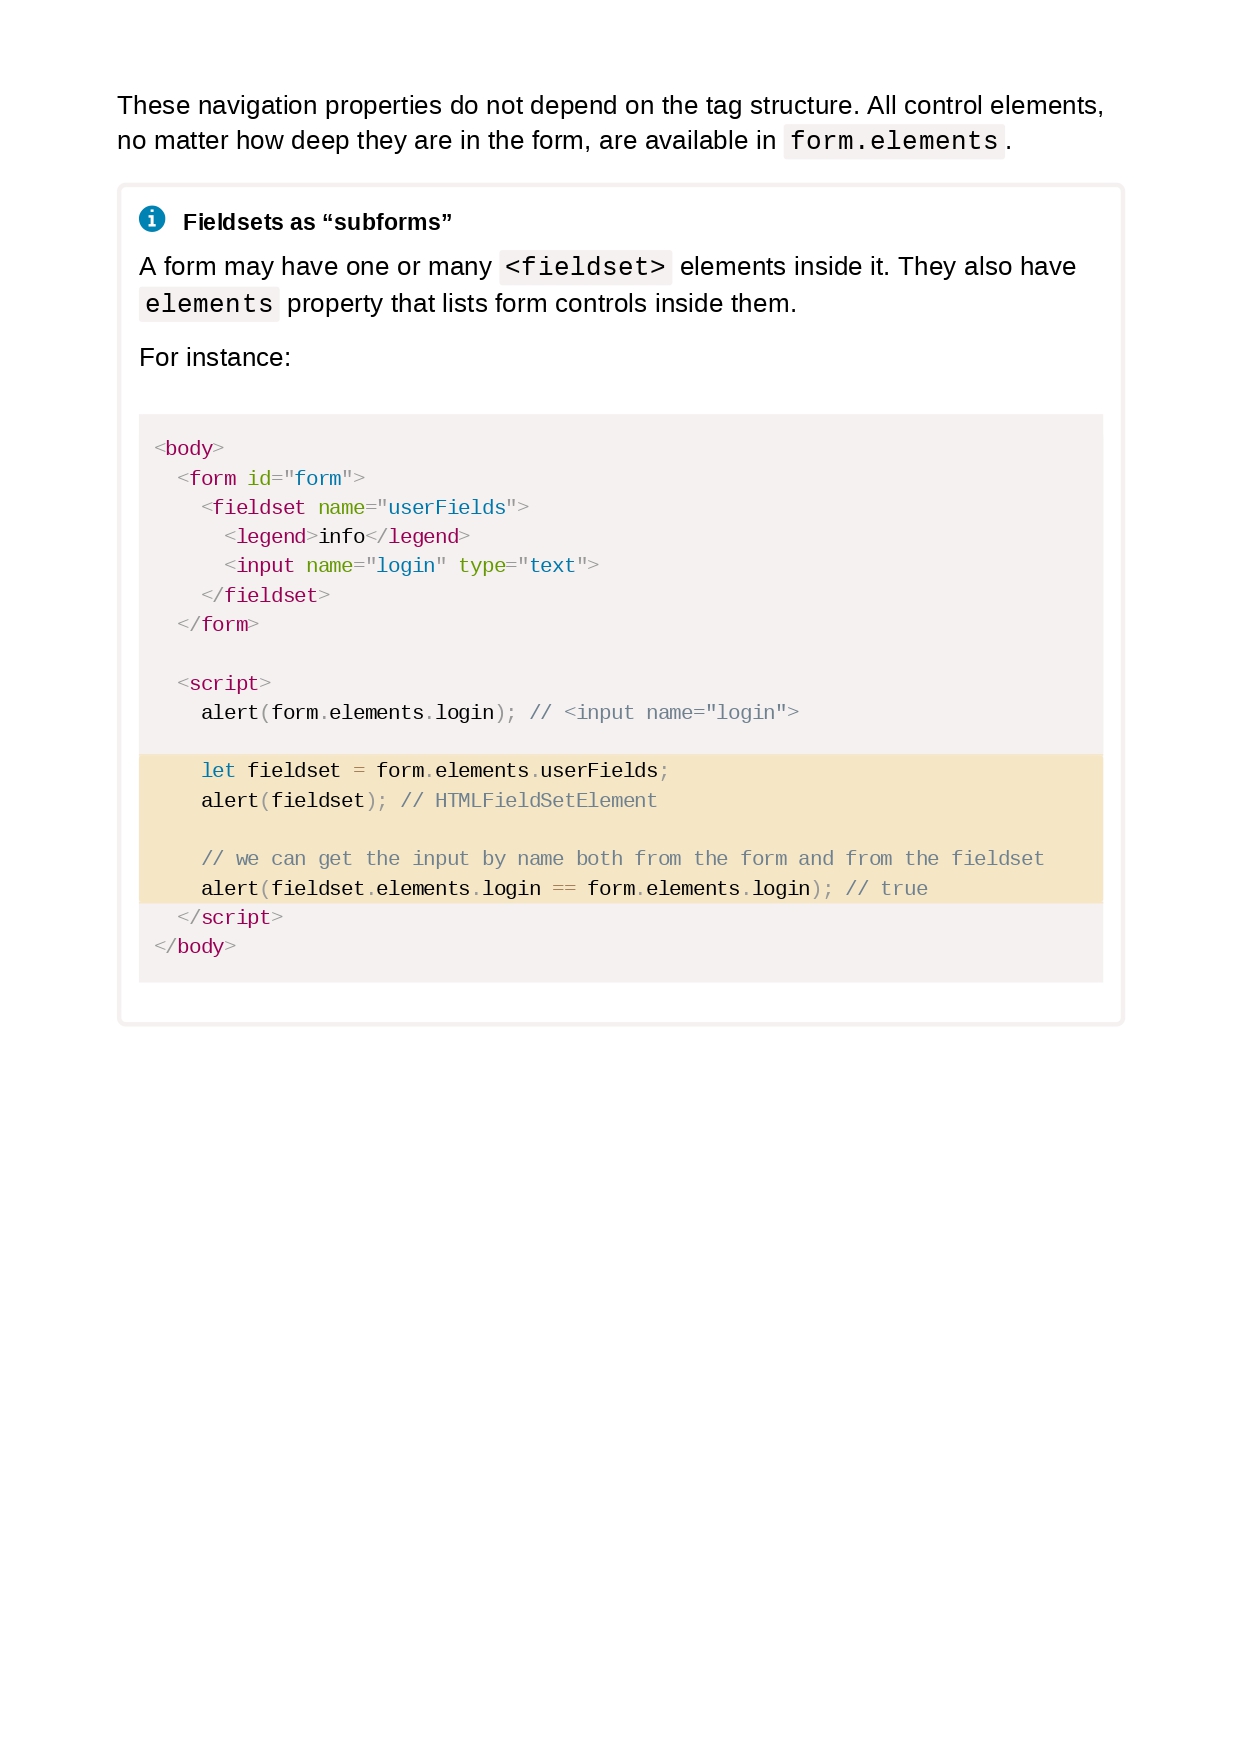 These navigation properties do not depend on the tag structure. All control elements,
no matter how deep they are in the form, are available in form.elements.
Fieldsets as “subforms”
A form may have one or many <fieldset> elements inside it. They also have
elements property that lists form controls inside them.
For instance:
<body>
  <form id="form">
    <fieldset name="userFields">
      <legend>info</legend>
      <input name="login" type="text">
    </fieldset>
  </form>
  <script>
    alert(form.elements.login); // <input name="login">
    let fieldset = form.elements.userFields;
    alert(fieldset); // HTMLFieldSetElement
    // we can get the input by name both from the form and from the fieldset
    alert(fieldset.elements.login == form.elements.login); // true
  </script>
</body>